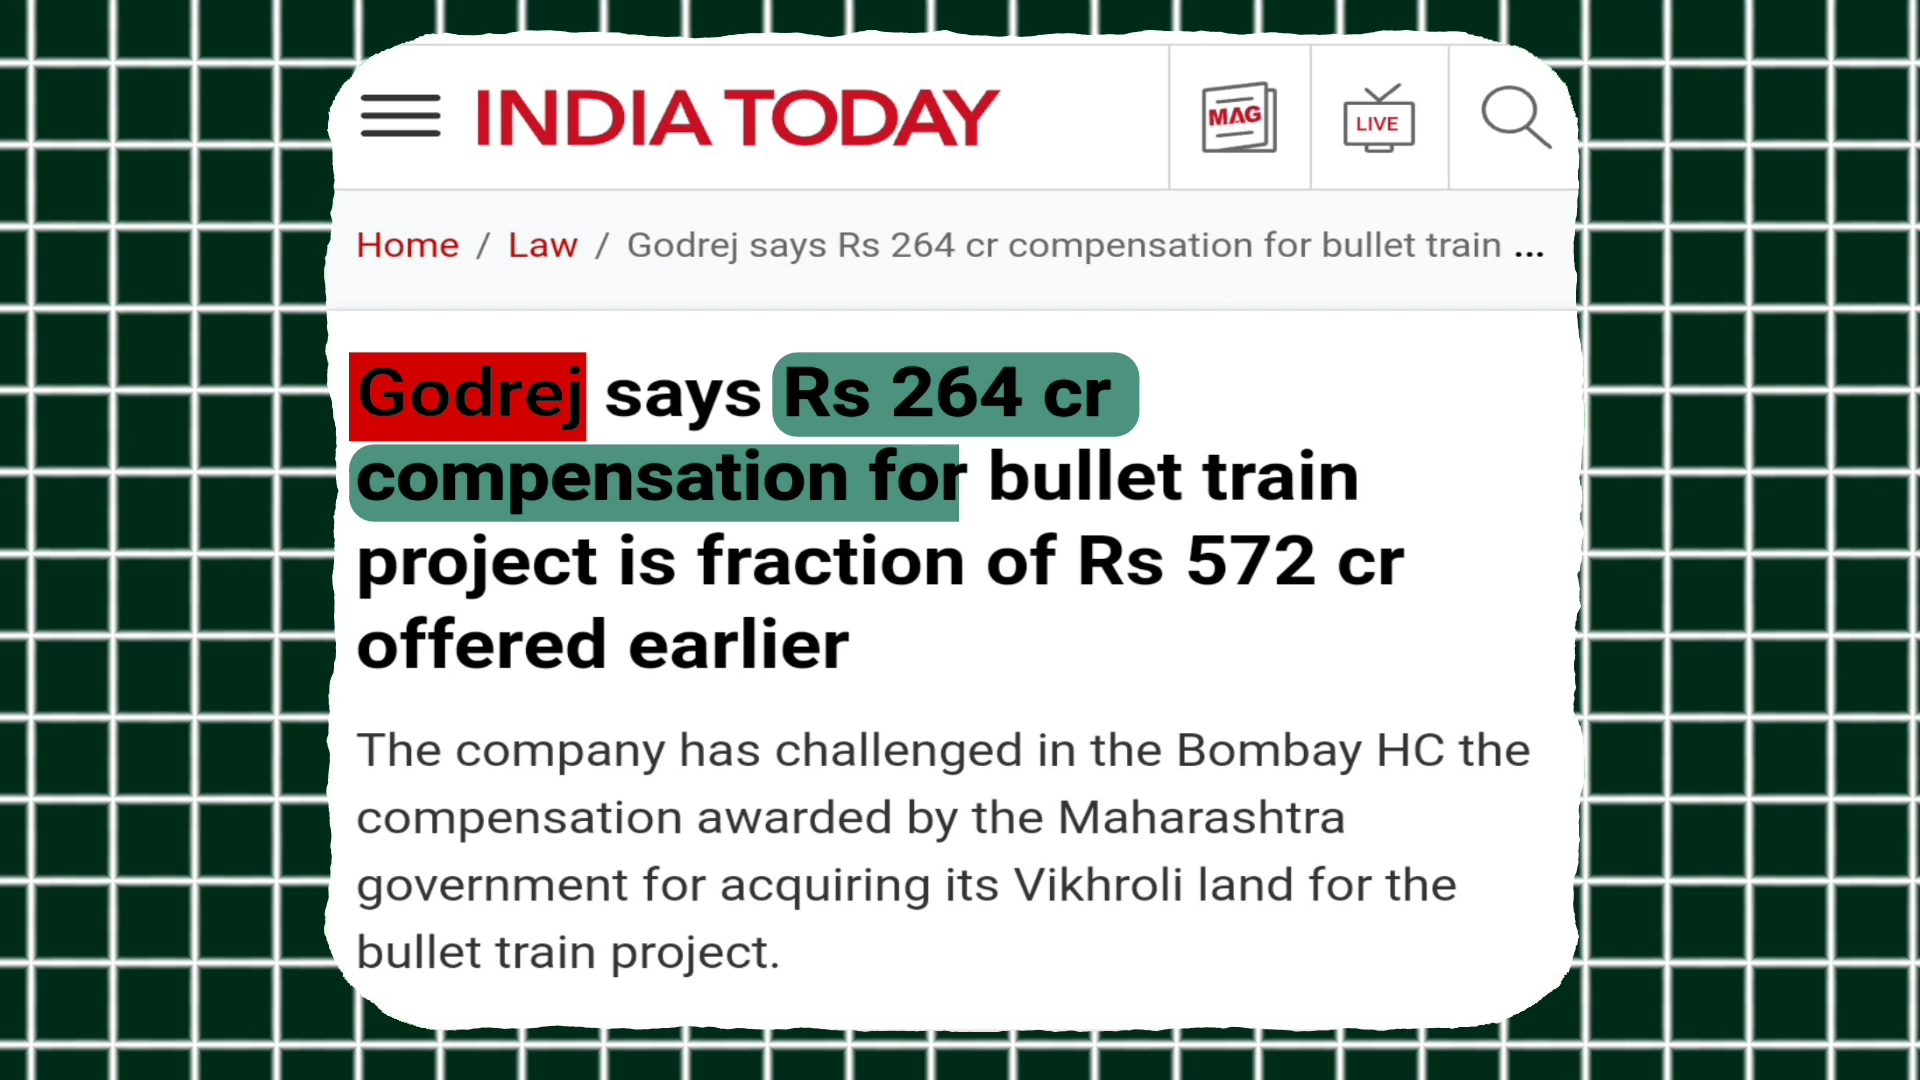 INDIA TODAY
MAG
LIVE
Home / Law / Godrej says Rs 264 cr compensation for bullet train ...
Godrej says Rs 264 cr
compensation for bullet train
project is fraction of Rs 572 cr
offered earlier
The company has challenged in the Bombay HC the
compensation awarded by the Maharashtra
government for acquiring its Vikhroli land for the
bullet train project.